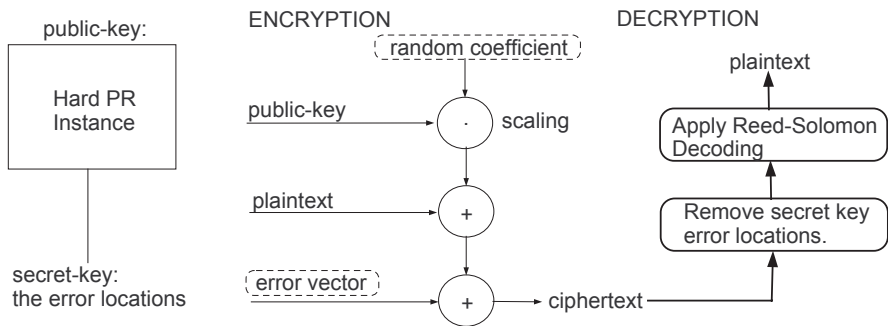 public-key:
Hard PR
Instance
secret-key:
the error locations
ENCRYPTION
random coefficient
public-key
·
scaling
plaintext
+
error vector
+
ciphertext
DECRYPTION
plaintext
Apply Reed-Solomon
Decoding
Remove secret key
error locations.